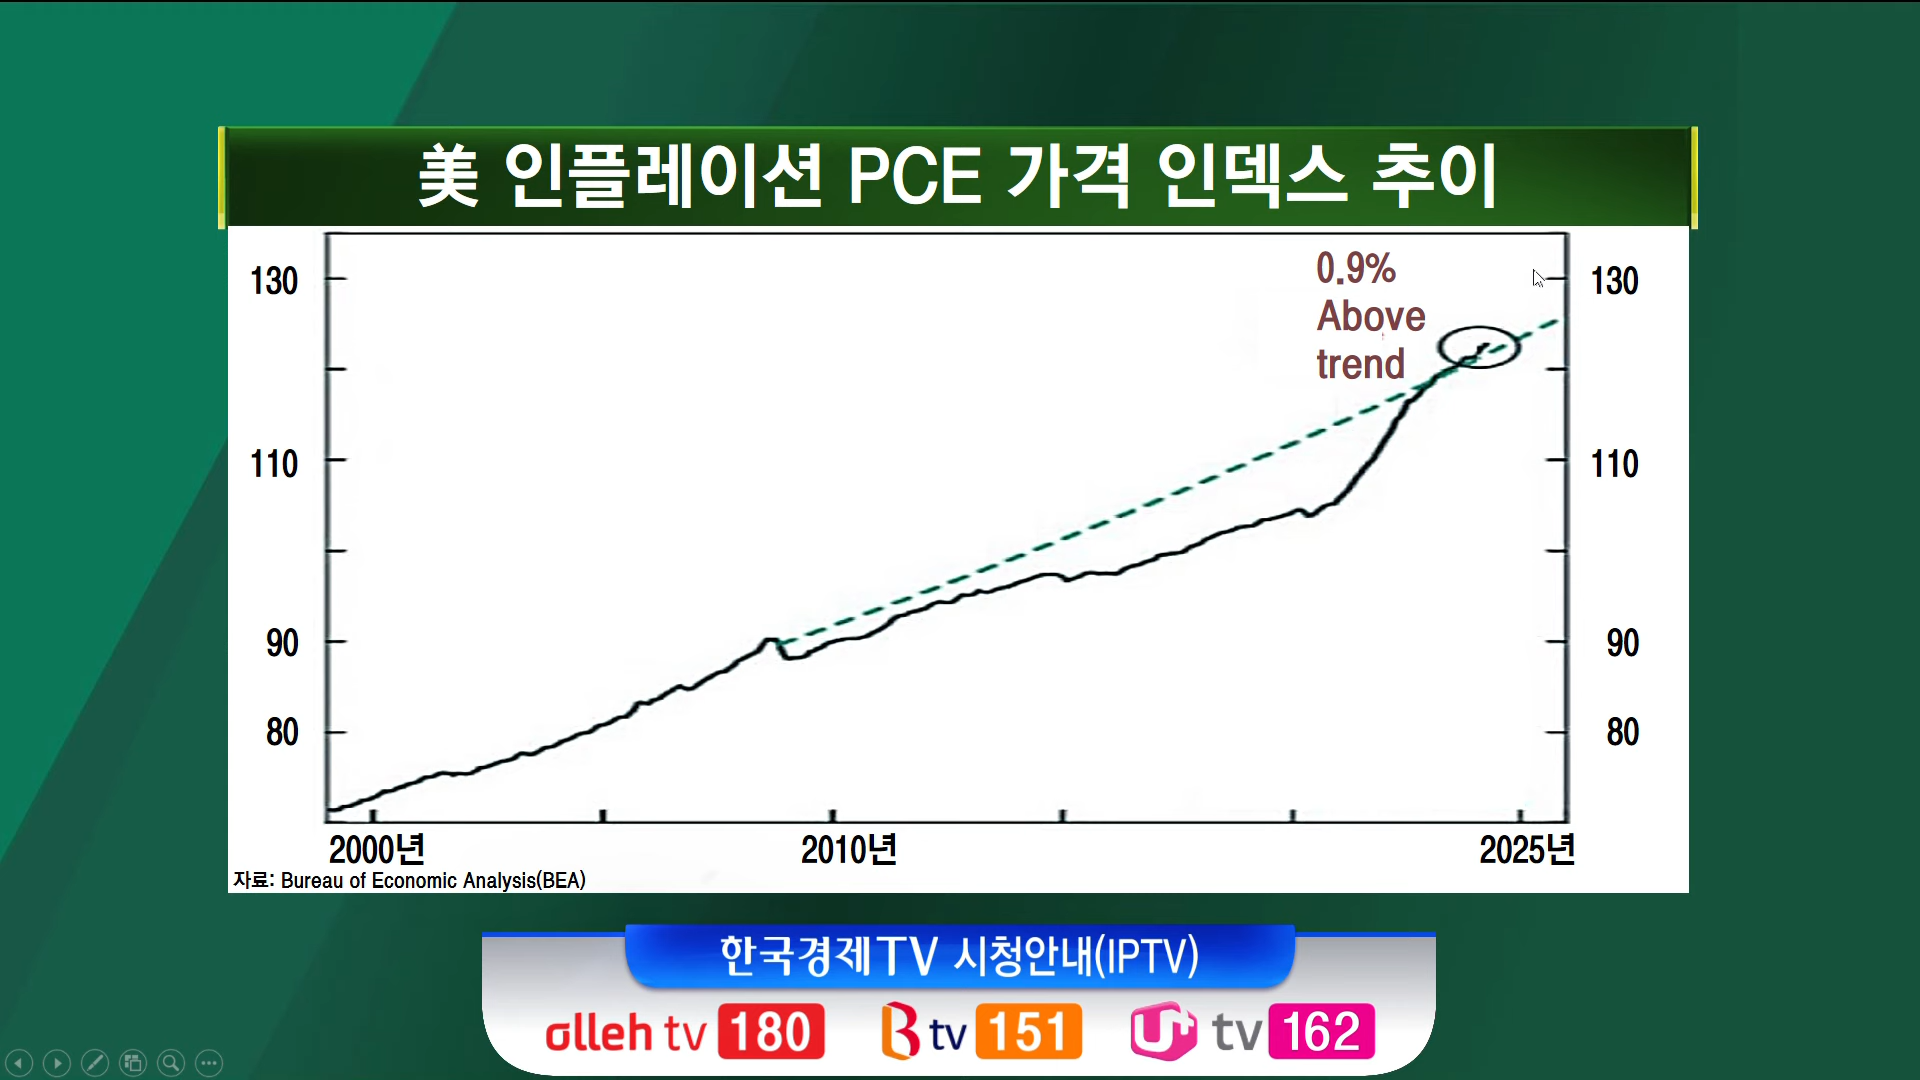 美 인플레이션 PCE 가격 인덱스 추이
0.9%
Above
trend
130
110
90
80
130
110
90
80
2000년 2010년 2025년
자료: Bureau of Economic Analysis(BEA)
한국경제TV 시청안내(IPTV)
olleh tv 180 B tv 151 U+ tv 162